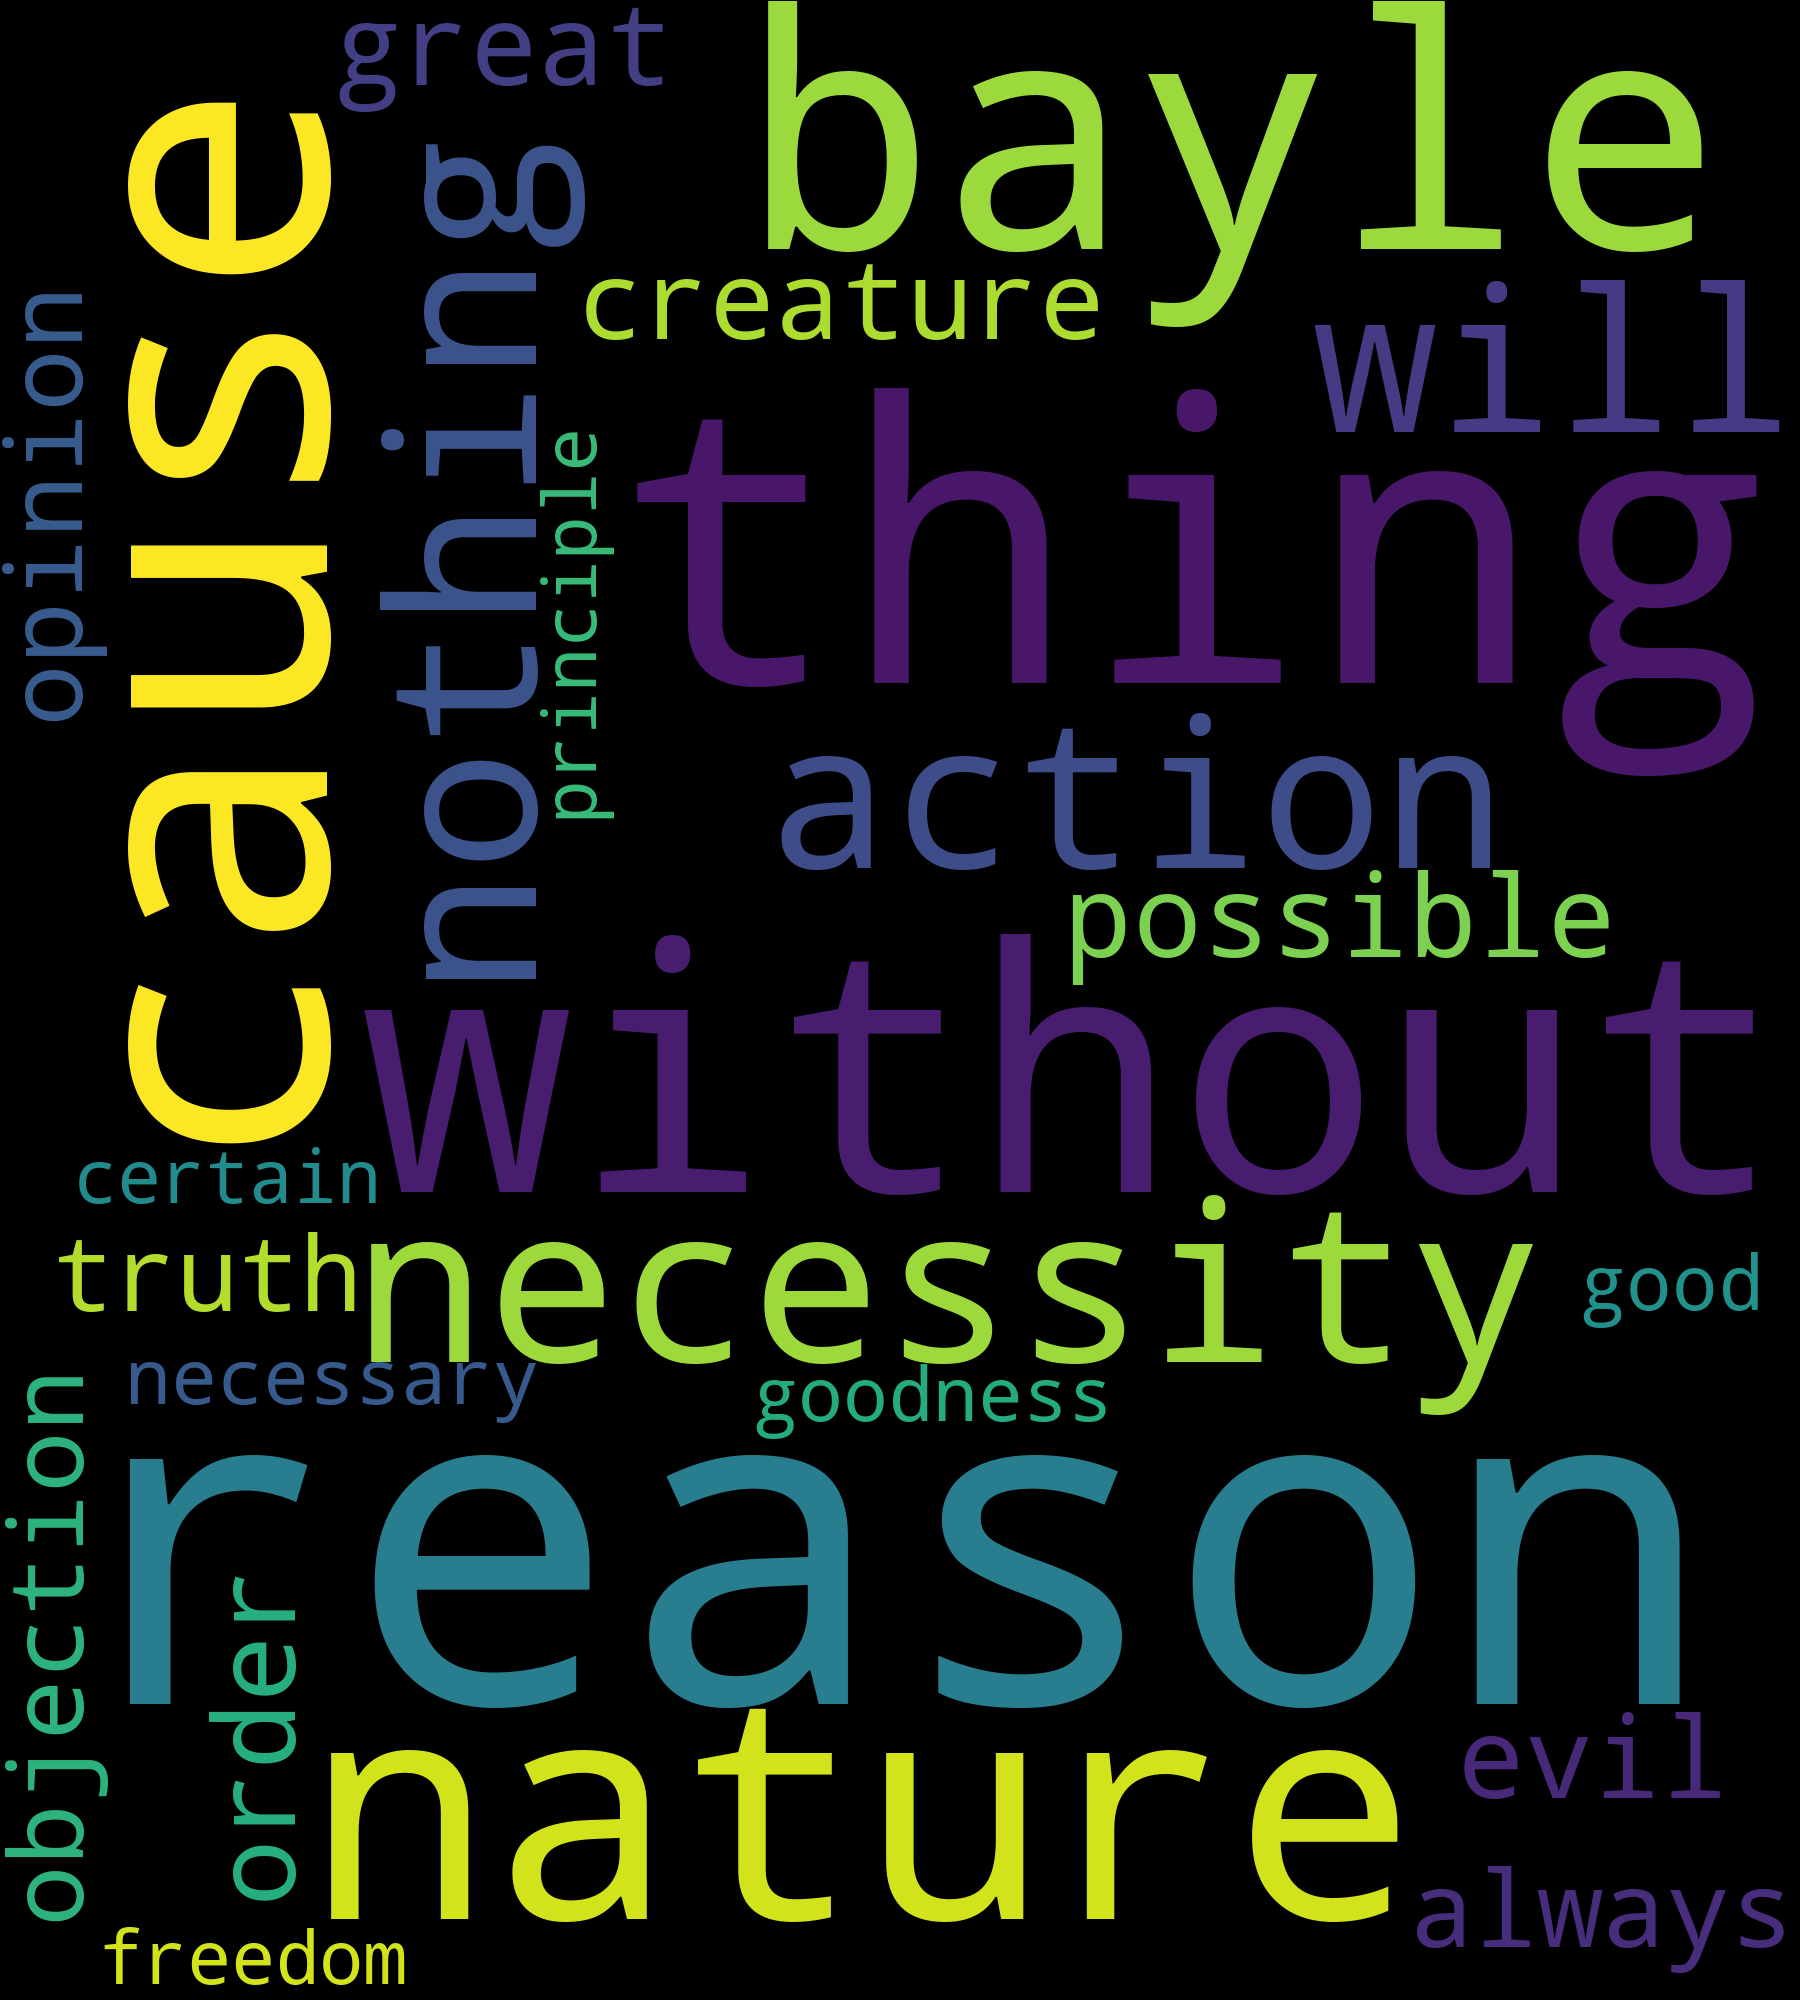 great
bayle
cause
nothing
creature
will
opinion
thing
principle
action
possible
without
certain
necessity
truth
good
necessary
goodness
objection
reason
order
nature
evil
always
freedom